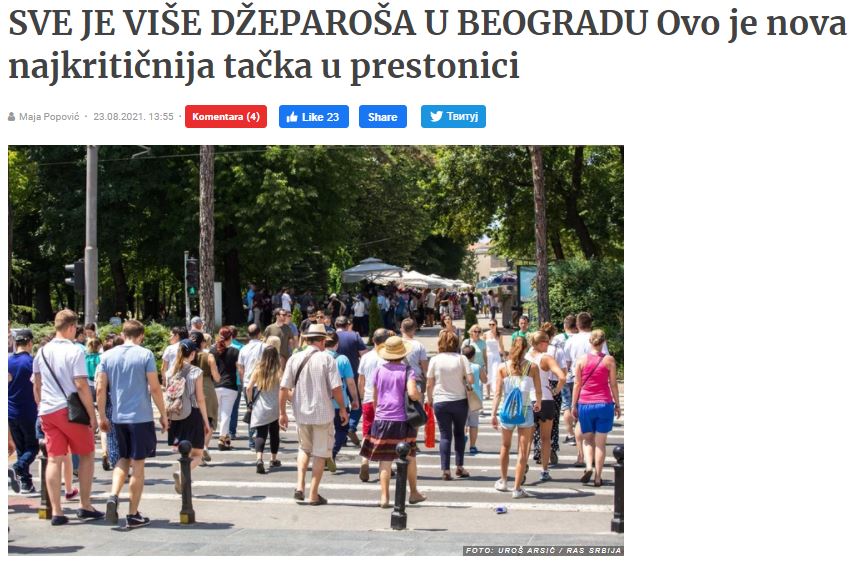 SVE JE VIŠE DŽEPAROŠA U BEOGRADU Ovo je nova
najkritičnija tačka u prestonici
Maja Popović · 23.08.2021. 13:55 · Komentara (4) Like 23 Share Твитуј
FOTO: UROŠ ARSIĆ / RAS SRBIJA